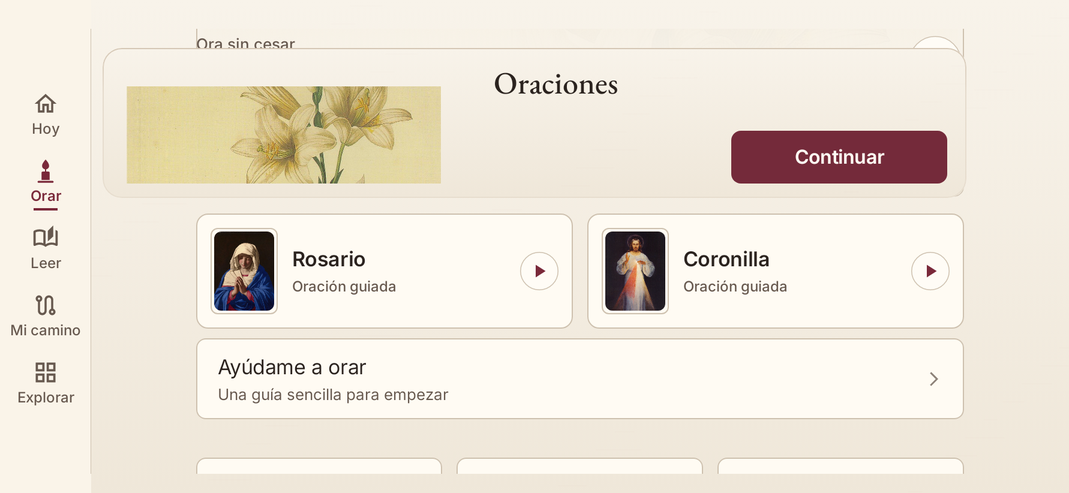 Ora sin cesar
Oraciones
Continuar
Hoy
Orar
Leer
Mi camino
Explorar
Rosario
Oración guiada
Coronilla
Oración guiada
Ayúdame a orar
Una guía sencilla para empezar